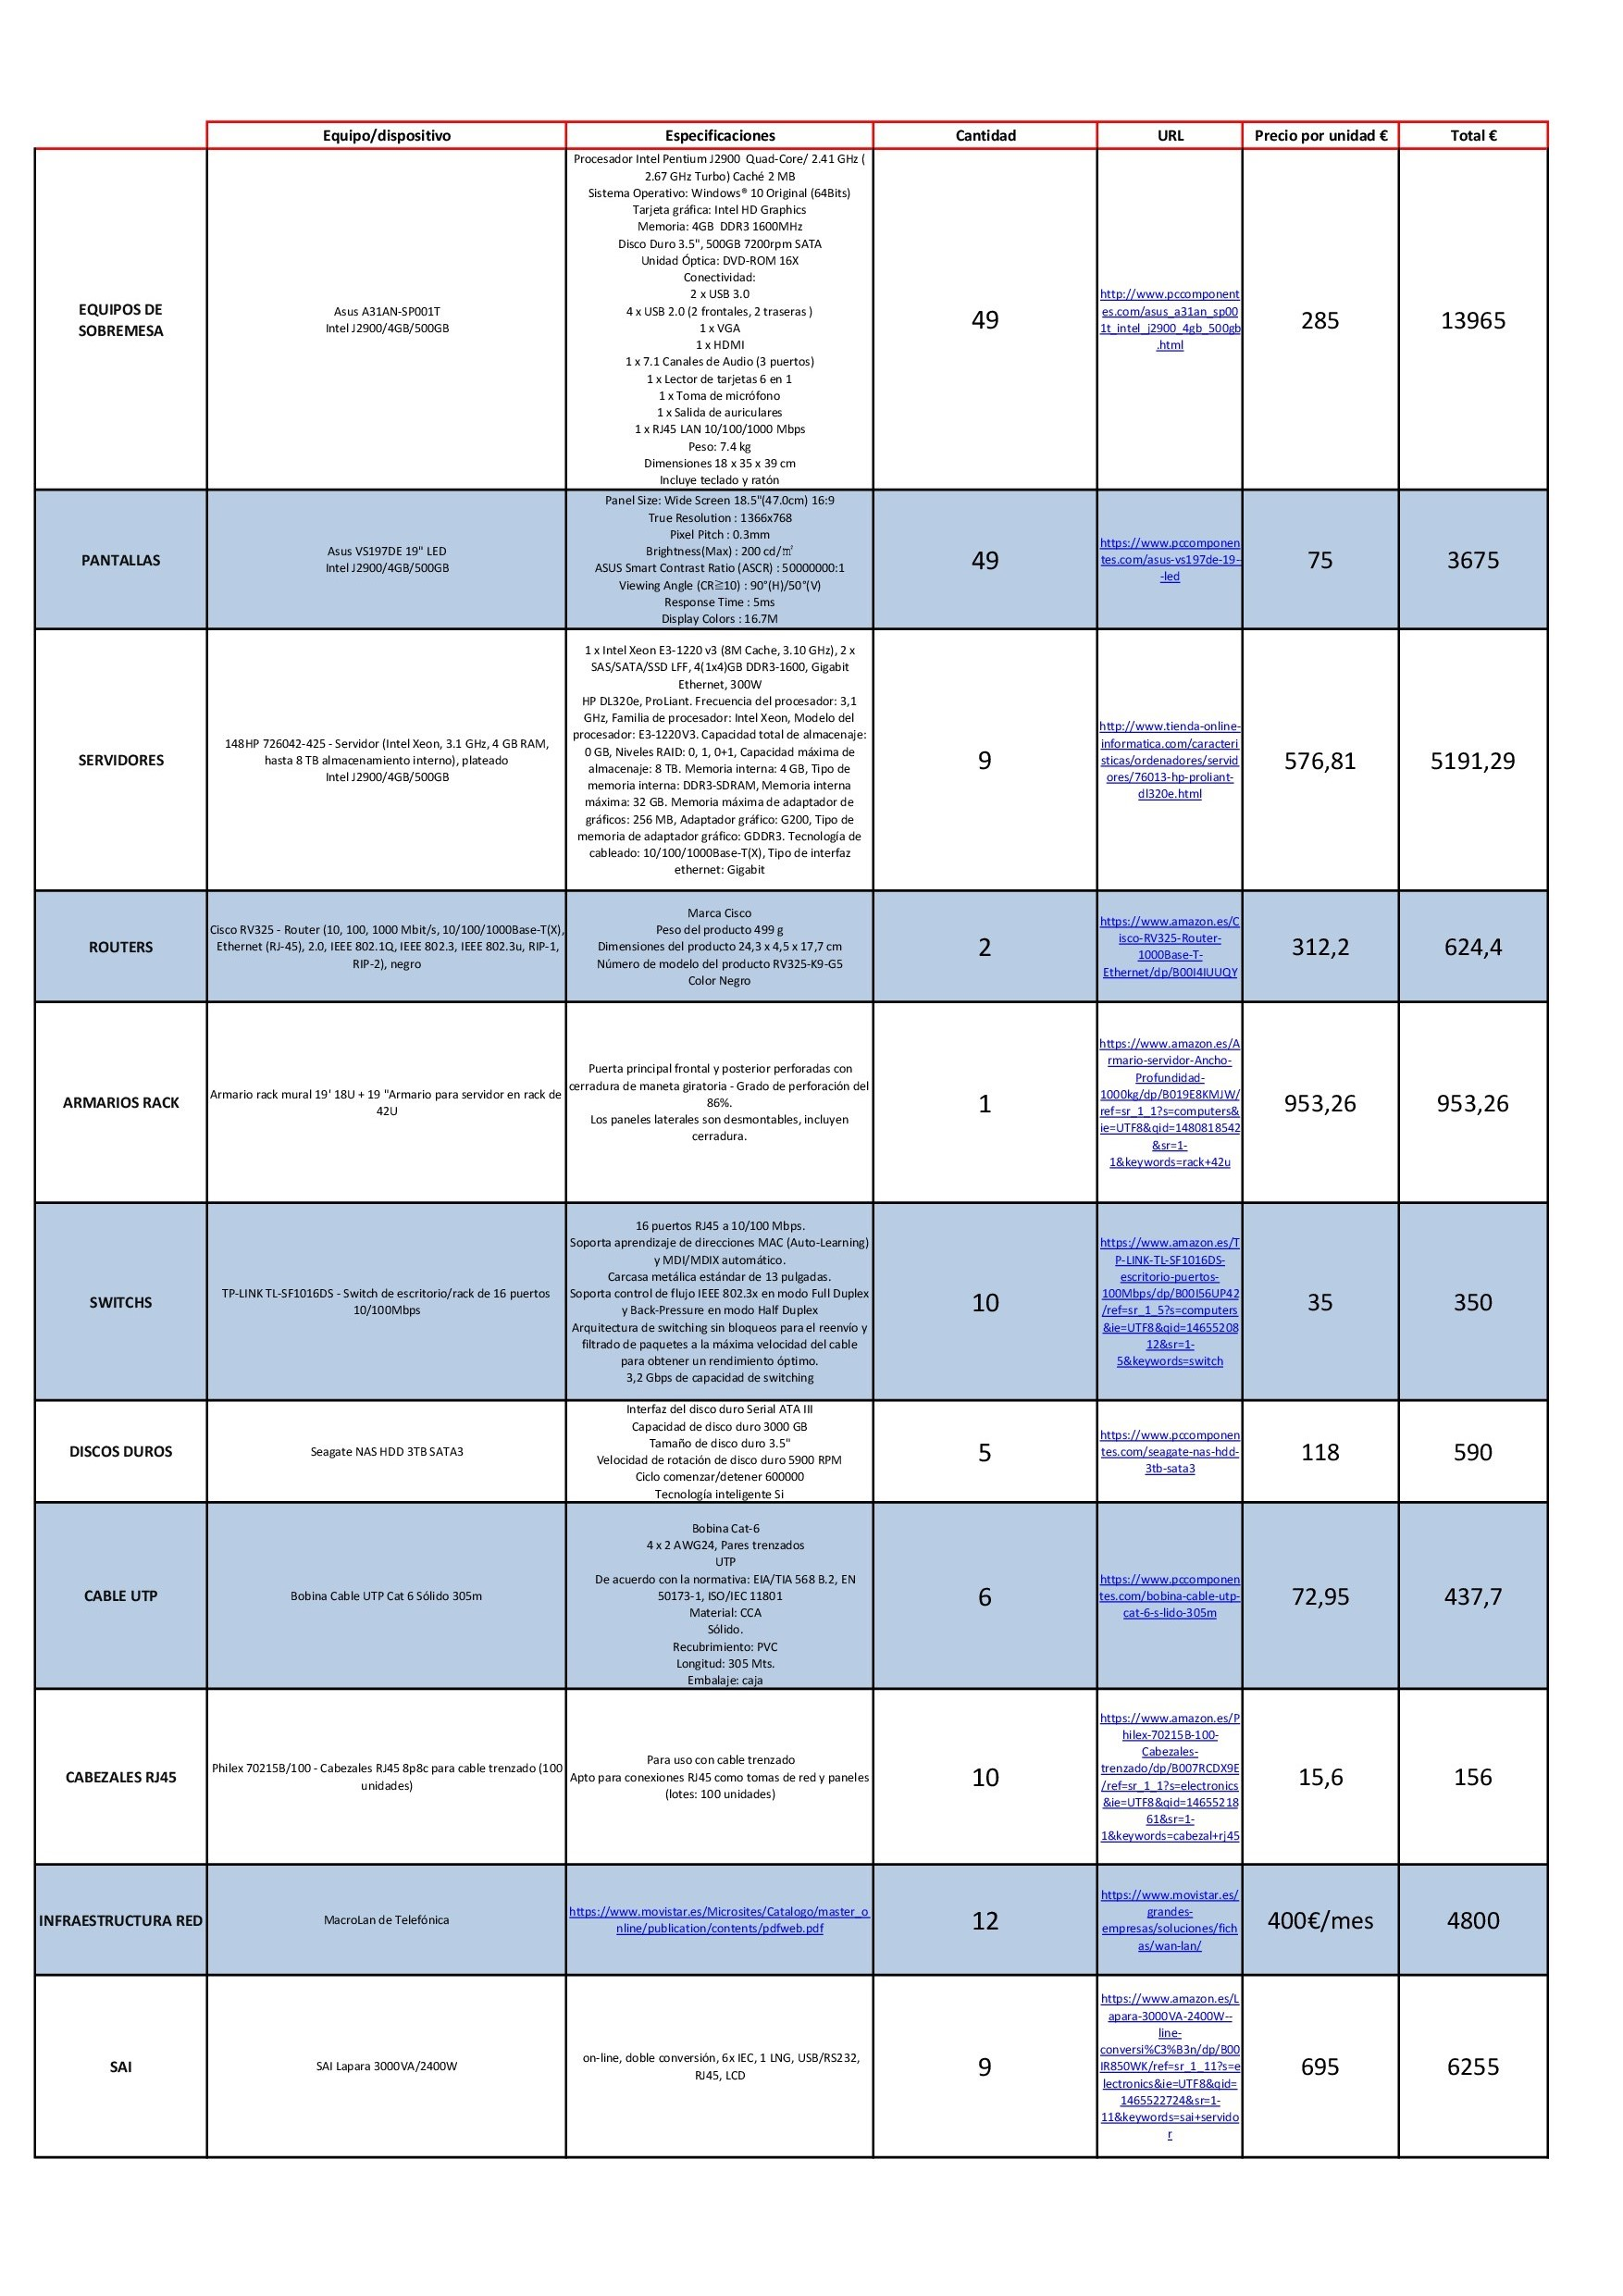 Equipo/dispositivo Especificaciones Cantidad URL Precio por unidad € Total €
EQUIPOS DE
SOBREMESA
Asus A31AN-SP001T
Intel J2900/4GB/500GB
Procesador Intel Pentium J2900 Quad-Core/ 2.41 GHz (
2.67 GHz Turbo) Caché 2 MB
Sistema Operativo: Windows® 10 Original (64Bits)
Tarjeta gráfica: Intel HD Graphics
Memoria: 4GB DDR3 1600MHz
Disco Duro 3.5", 500GB 7200rpm SATA
Unidad Óptica: DVD-ROM 16X
Conectividad:
2 x USB 3.0
4 x USB 2.0 (2 frontales, 2 traseras )
1 x VGA
1 x HDMI
1 x 7.1 Canales de Audio (3 puertos)
1 x Lector de tarjetas 6 en 1
1 x Toma de micrófono
1 x Salida de auriculares
1 x RJ45 LAN 10/100/1000 Mbps
Peso: 7.4 kg
Dimensiones 18 x 35 x 39 cm
Incluye teclado y ratón
49
http://www.pccomponent
es.com/asus_a31an_sp00
1t_intel_j2900_4gb_500gb
.html
285
13965
PANTALLAS
Asus VS197DE 19" LED
Intel J2900/4GB/500GB
Panel Size: Wide Screen 18.5"(47.0cm) 16:9
True Resolution : 1366x768
Pixel Pitch : 0.3mm
Brightness(Max) : 200 cd/㎡
ASUS Smart Contrast Ratio (ASCR) : 50000000:1
Viewing Angle (CR≧10) : 90°(H)/50°(V)
Response Time : 5ms
Display Colors : 16.7M
49
https://www.pccomponen
tes.com/asus-vs197de-19-
-led
75
3675
SERVIDORES
148HP 726042-425 - Servidor (Intel Xeon, 3.1 GHz, 4 GB RAM,
hasta 8 TB almacenamiento interno), plateado
Intel J2900/4GB/500GB
1 x Intel Xeon E3-1220 v3 (8M Cache, 3.10 GHz), 2 x
SAS/SATA/SSD LFF, 4(1x4)GB DDR3-1600, Gigabit
Ethernet, 300W
HP DL320e, ProLiant. Frecuencia del procesador: 3,1
GHz, Familia de procesador: Intel Xeon, Modelo del
procesador: E3-1220V3. Capacidad total de almacenaje:
0 GB, Niveles RAID: 0, 1, 0+1, Capacidad máxima de
almacenaje: 8 TB. Memoria interna: 4 GB, Tipo de
memoria interna: DDR3-SDRAM, Memoria interna
máxima: 32 GB. Memoria máxima de adaptador de
gráficos: 256 MB, Adaptador gráfico: G200, Tipo de
memoria de adaptador gráfico: GDDR3. Tecnología de
cableado: 10/100/1000Base-T(X), Tipo de interfaz
ethernet: Gigabit
9
http://www.tienda-online-
informatica.com/caracteri
sticas/ordenadores/servid
ores/76013-hp-proliant-
dl320e.html
576,81
5191,29
ROUTERS
Cisco RV325 - Router (10, 100, 1000 Mbit/s, 10/100/1000Base-T(X),
Ethernet (RJ-45), 2.0, IEEE 802.1Q, IEEE 802.3, IEEE 802.3u, RIP-1,
RIP-2), negro
Marca Cisco
Peso del producto 499 g
Dimensiones del producto 24,3 x 4,5 x 17,7 cm
Número de modelo del producto RV325-K9-G5
Color Negro
2
https://www.amazon.es/C
isco-RV325-Router-
1000Base-T-
Ethernet/dp/B00I4IUUQY
312,2
624,4
ARMARIOS RACK
Armario rack mural 19' 18U + 19 "Armario para servidor en rack de
42U
Puerta principal frontal y posterior perforadas con
cerradura de maneta giratoria - Grado de perforación del
86%.
Los paneles laterales son desmontables, incluyen
cerradura.
1
https://www.amazon.es/A
rmario-servidor-Ancho-
Profundidad-
1000kg/dp/B019E8KMJW/
ref=sr_1_1?s=computers&
ie=UTF8&qid=1480818542
&sr=1-
1&keywords=rack+42u
953,26
953,26
SWITCHS
TP-LINK TL-SF1016DS - Switch de escritorio/rack de 16 puertos
10/100Mbps
16 puertos RJ45 a 10/100 Mbps.
Soporta aprendizaje de direcciones MAC (Auto-Learning)
y MDI/MDIX automático.
Carcasa metálica estándar de 13 pulgadas.
Soporta control de flujo IEEE 802.3x en modo Full Duplex
y Back-Pressure en modo Half Duplex
Arquitectura de switching sin bloqueos para el reenvío y
filtrado de paquetes a la máxima velocidad del cable
para obtener un rendimiento óptimo.
3,2 Gbps de capacidad de switching
10
https://www.amazon.es/T
P-LINK-TL-SF1016DS-
escritorio-puertos-
100Mbps/dp/B00I56UP42
/ref=sr_1_5?s=computers
&ie=UTF8&qid=14655208
12&sr=1-
5&keywords=switch
35
350
DISCOS DUROS
Seagate NAS HDD 3TB SATA3
Interfaz del disco duro Serial ATA III
Capacidad de disco duro 3000 GB
Tamaño de disco duro 3.5"
Velocidad de rotación de disco duro 5900 RPM
Ciclo comenzar/detener 600000
Tecnología inteligente Si
5
https://www.pccomponen
tes.com/seagate-nas-hdd-
3tb-sata3
118
590
CABLE UTP
Bobina Cable UTP Cat 6 Sólido 305m
Bobina Cat-6
4 x 2 AWG24, Pares trenzados
UTP
De acuerdo con la normativa: EIA/TIA 568 B.2, EN
50173-1, ISO/IEC 11801
Material: CCA
Sólido.
Recubrimiento: PVC
Longitud: 305 Mts.
Embalaje: caja
6
https://www.pccomponen
tes.com/bobina-cable-utp-
cat-6-s-lido-305m
72,95
437,7
CABEZALES RJ45
Philex 70215B/100 - Cabezales RJ45 8p8c para cable trenzado (100
unidades)
Para uso con cable trenzado
Apto para conexiones RJ45 como tomas de red y paneles
(lotes: 100 unidades)
10
https://www.amazon.es/P
hilex-70215B-100-
Cabezales-
trenzado/dp/B007RCDX9E
/ref=sr_1_1?s=electronics
&ie=UTF8&qid=14655218
61&sr=1-
1&keywords=cabezal+rj45
15,6
156
INFRAESTRUCTURA RED
MacroLan de Telefónica
https://www.movistar.es/Microsites/Catalogo/master_o
nline/publication/contents/pdfweb.pdf
12
https://www.movistar.es/
grandes-
empresas/soluciones/fich
as/wan-lan/
400€/mes
4800
SAI
SAI Lapara 3000VA/2400W
on-line, doble conversión, 6x IEC, 1 LNG, USB/RS232,
RJ45, LCD
9
https://www.amazon.es/L
apara-3000VA-2400W--
line-
conversi%C3%B3n/dp/B00
IR850WK/ref=sr_1_11?s=e
lectronics&ie=UTF8&qid=
1465522724&sr=1-
11&keywords=sai+servido
r
695
6255